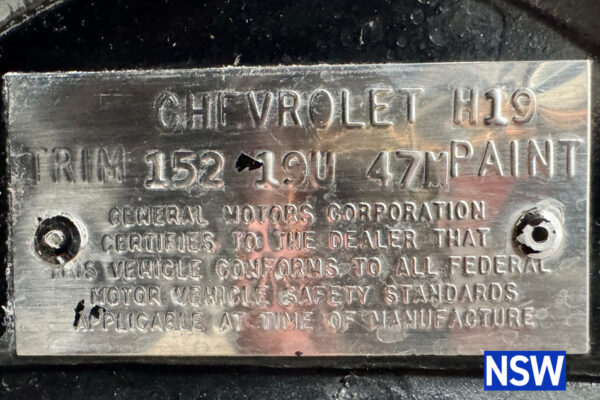 CHEVROLET H19
TRIM 152 19U 47M PAINT
GENERAL MOTORS CORPORATION
CERTIFIES TO THE DEALER THAT
THIS VEHICLE CONFORMS TO ALL FEDERAL
MOTOR VEHICLE SAFETY STANDARDS
APPLICABLE AT TIME OF MANUFACTURE
NSW